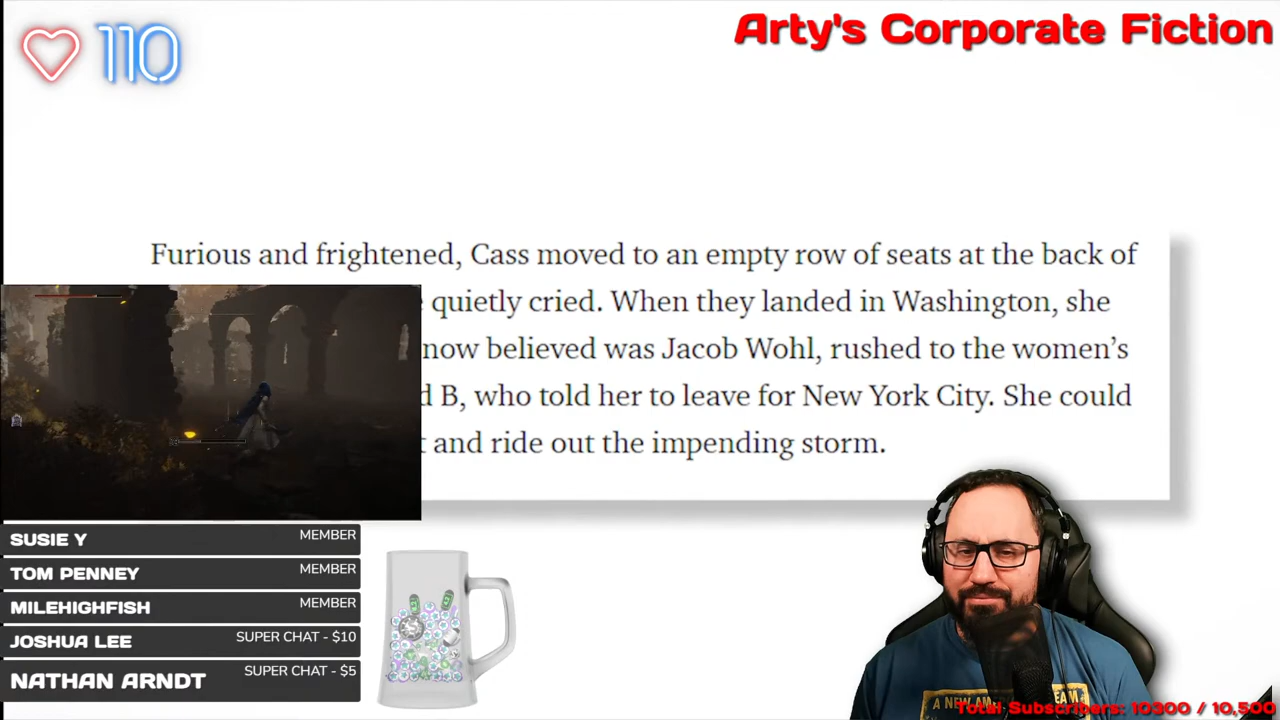 110
Arty's Corporate Fiction
Furious and frightened, Cass moved to an empty row of seats at the back of
quietly cried. When they landed in Washington, she
now believed was Jacob Wohl, rushed to the women's
B, who told her to leave for New York City. She could
and ride out the impending storm.
SUSIE Y MEMBER
TOM PENNEY MEMBER
MILEHIGHFISH MEMBER
JOSHUA LEE SUPER CHAT - $10
NATHAN ARNDT SUPER CHAT - $5
A NEW AM
Total Subscribers: 10300 / 10,500